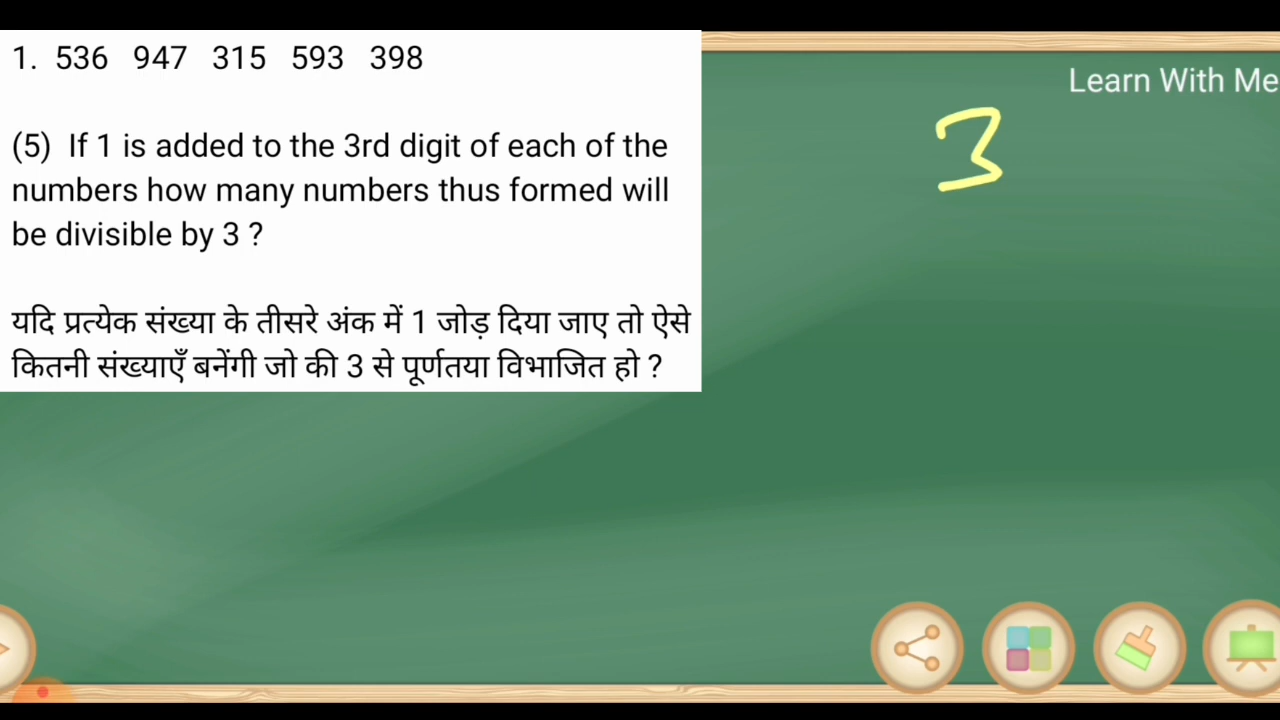 1. 536 947 315 593 398
Learn With Me
3
(5) If 1 is added to the 3rd digit of each of the
numbers how many numbers thus formed will
be divisible by 3 ?
यदि प्रत्येक संख्या के तीसरे अंक में 1 जोड़ दिया जाए तो ऐसे
कितनी संख्याएँ बनेंगी जो की 3 से पूर्णतया विभाजित हो ?